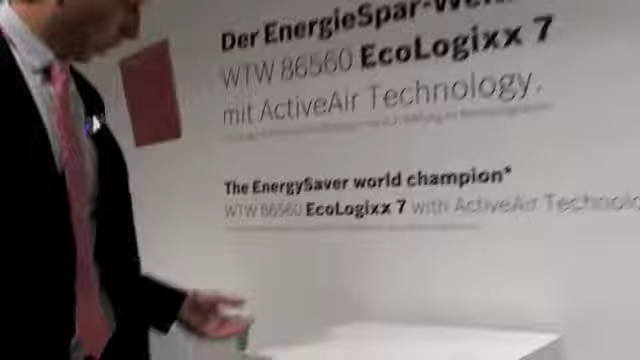 Der EnergieSpar-
WTW 86560 EcoLogixx 7
mit ActiveAir Technology.
The EnergySaver world champion*
WTW 86560 EcoLogixx 7 with ActiveAir Technolo